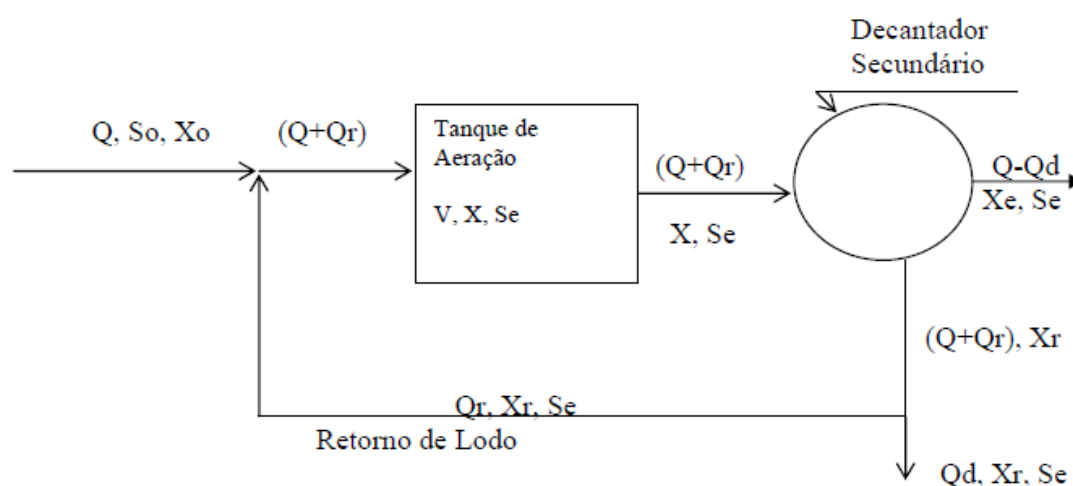 Decantador
Secundário
Q, So, Xo
(Q+Qr)
Tanque de
Aeração
V, X, Se
(Q+Qr)
X, Se
Q-Qd
Xe, Se
(Q+Qr), Xr
Qr, Xr, Se
Retorno de Lodo
Qd, Xr, Se